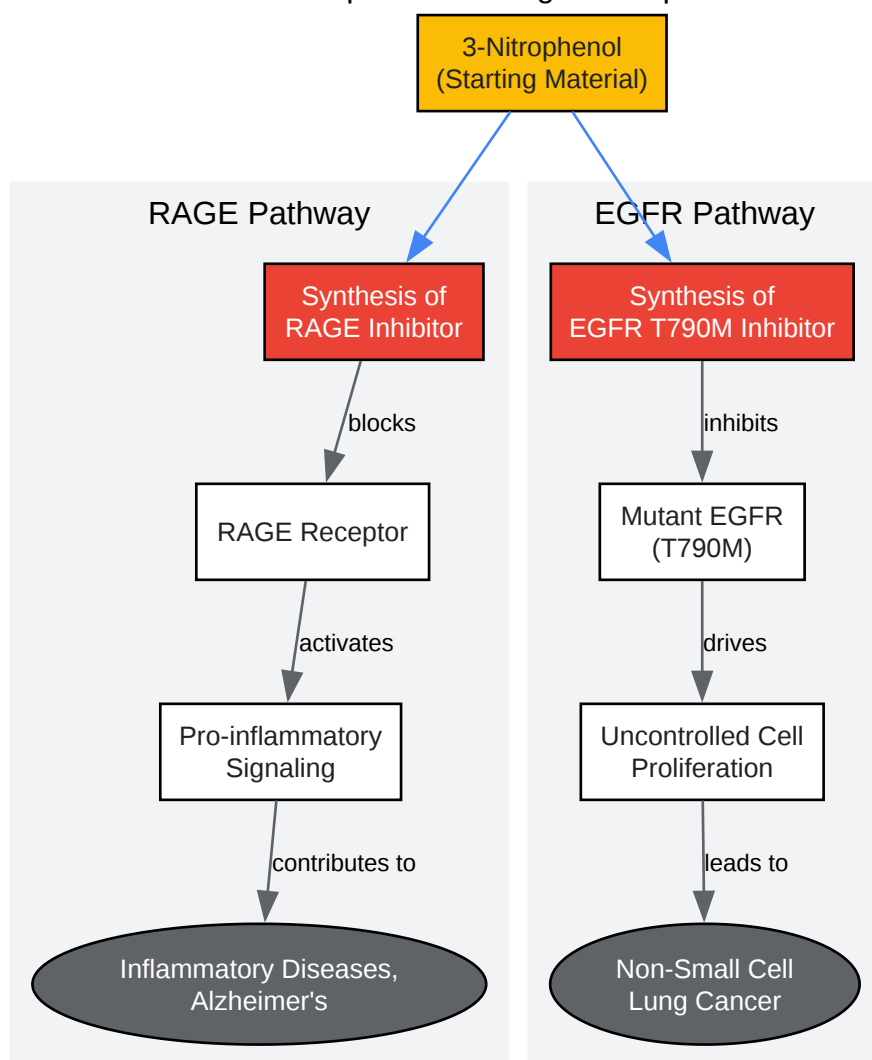 3-Nitrophenol
(Starting Material)
RAGE Pathway
EGFR Pathway
Synthesis of
RAGE Inhibitor
Synthesis of
EGFR T790M Inhibitor
blocks
inhibits
RAGE Receptor
Mutant EGFR
(T790M)
activates
drives
Pro-inflammatory
Signaling
Uncontrolled Cell
Proliferation
contributes to
leads to
Inflammatory Diseases,
Alzheimer's
Non-Small Cell
Lung Cancer